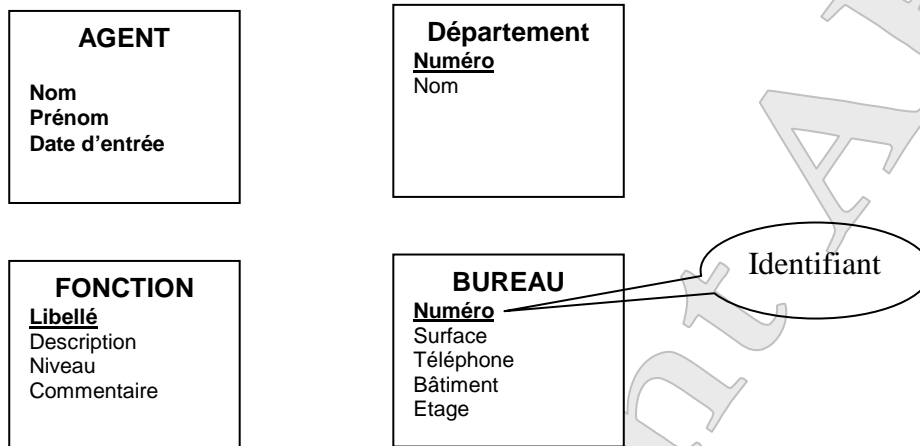 AGENT
Nom
Prénom
Date d'entrée
Département
Numéro
Nom
FONCTION
Libellé
Description
Niveau
Commentaire
BUREAU
Numéro
Surface
Téléphone
Bâtiment
Etage
Identifiant